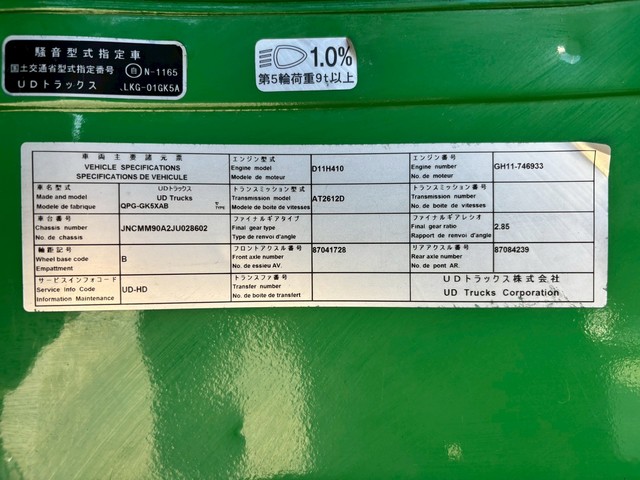 騒音型式指定車
国土交通省型式指定番号 自 N-1165
UDトラックス LKG-01GK5A
1.0%
第5輪荷重9t以上
車両主要諸元票
VEHICLE SPECIFICATIONS
SPECIFICATIONS DE VEHICULE
エンジン型式
Engine model
Modele de moteur
D11H410
エンジン番号
Engine number
No. de moteur
GH11-746933
車名型式
Made and model
Modele de fabrique
UDトラックス
UD Trucks
QPG-GK5XAB
TYPE
トランスミッション型式
Transmission model
Modele de boite de vitesses
AT2612D
トランスミッション番号
Transmission number
No. de boite de vitesses
車台番号
Chassis number
No. de chassis
JNCMM90A2JU028602
ファイナルギアタイプ
Final gear type
Type de renvoi d'angle
ファイナルギアレシオ
Final gear ratio
Rapport de renvoi d'angle
2.85
輪距記号
Wheel base code
Empattment
B
フロントアクスル番号
Front axle number
No. de essieu AV.
87041728
リアアクスル番号
Rear axle number
No. de pont AR.
87084239
サービスインフォコード
Service info Code
Information Maintenance
UD-HD
トランスファ番号
Transfer number
No. de boite de transfert
UDトラックス株式会社
UD Trucks Corporation